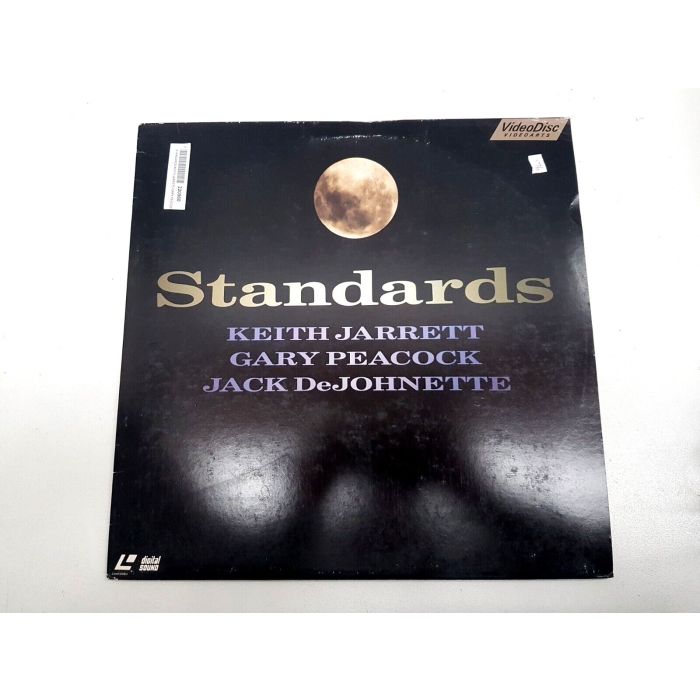 VideoDisc
VIDEOARTS
Standards
KEITH JARRETT
GARY PEACOCK
JACK DeJOHNETTE
digital
SOUND